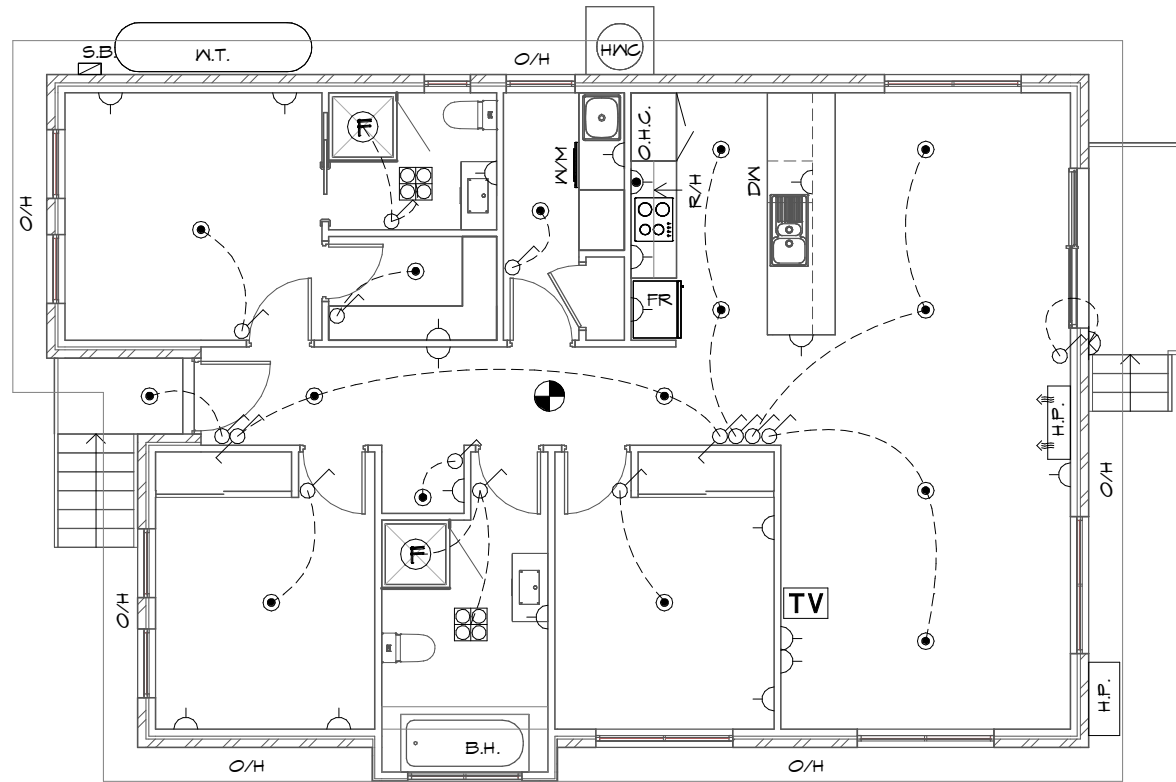 S.B.
W.T.
O/H
HWC
F
O.H.C.
W/M
R/H
DW
O/H
FR
H.P.
O/H
F
TV
O/H
H.P.
B.H.
O/H
O/H